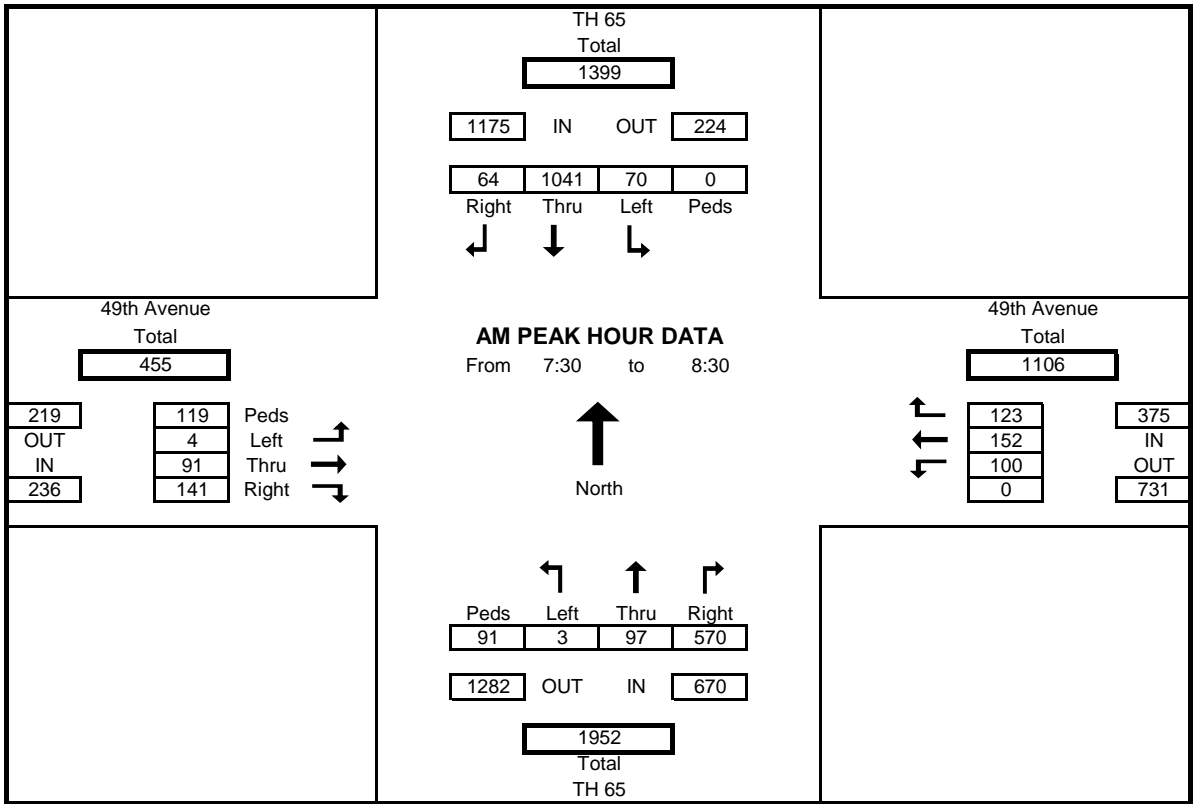 TH 65
Total
1399
1175 IN OUT 224
64 1041 70 0
Right Thru Left Peds
49th Avenue
Total
455
219 119 Peds
OUT 4 Left
IN 91 Thru
236 141 Right
AM PEAK HOUR DATA
From 7:30 to 8:30
North
49th Avenue
Total
1106
123 375
152 IN
100 OUT
0 731
Peds Left Thru Right
91 3 97 570
1282 OUT IN 670
1952
Total
TH 65